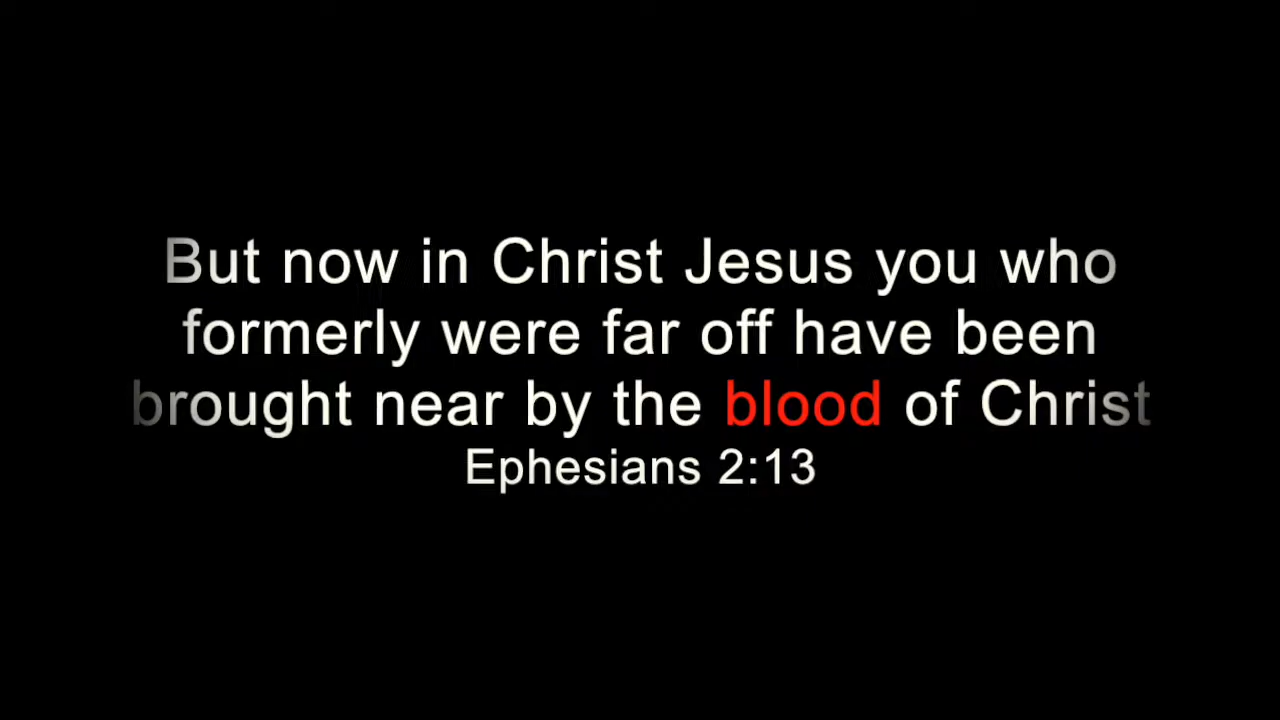 But now in Christ Jesus you who
formerly were far off have been
brought near by the blood of Christ
Ephesians 2:13